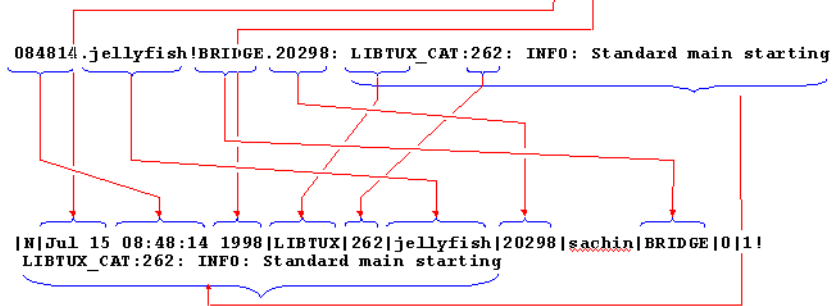 084814.jellyfish!BRIDGE.20298: LIBTUX_CAT:262: INFO: Standard main starting
|N|Jul 15 08:48:14 1998|LIBTUX|262|jellyfish|20298|sachin|BRIDGE|0|1!
LIBTUX_CAT:262: INFO: Standard main starting